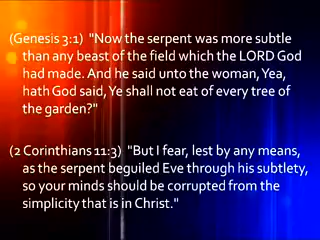 (Genesis 3:1)  "Now the serpent was more subtle
than any beast of the field which the LORD God
had made. And he said unto the woman, Yea,
hath God said, Ye shall not eat of every tree of
the garden?"
(2 Corinthians 11:3)  "But I fear, lest by any means,
as the serpent beguiled Eve through his subtlety,
so your minds should be corrupted from the
simplicity that is in Christ."